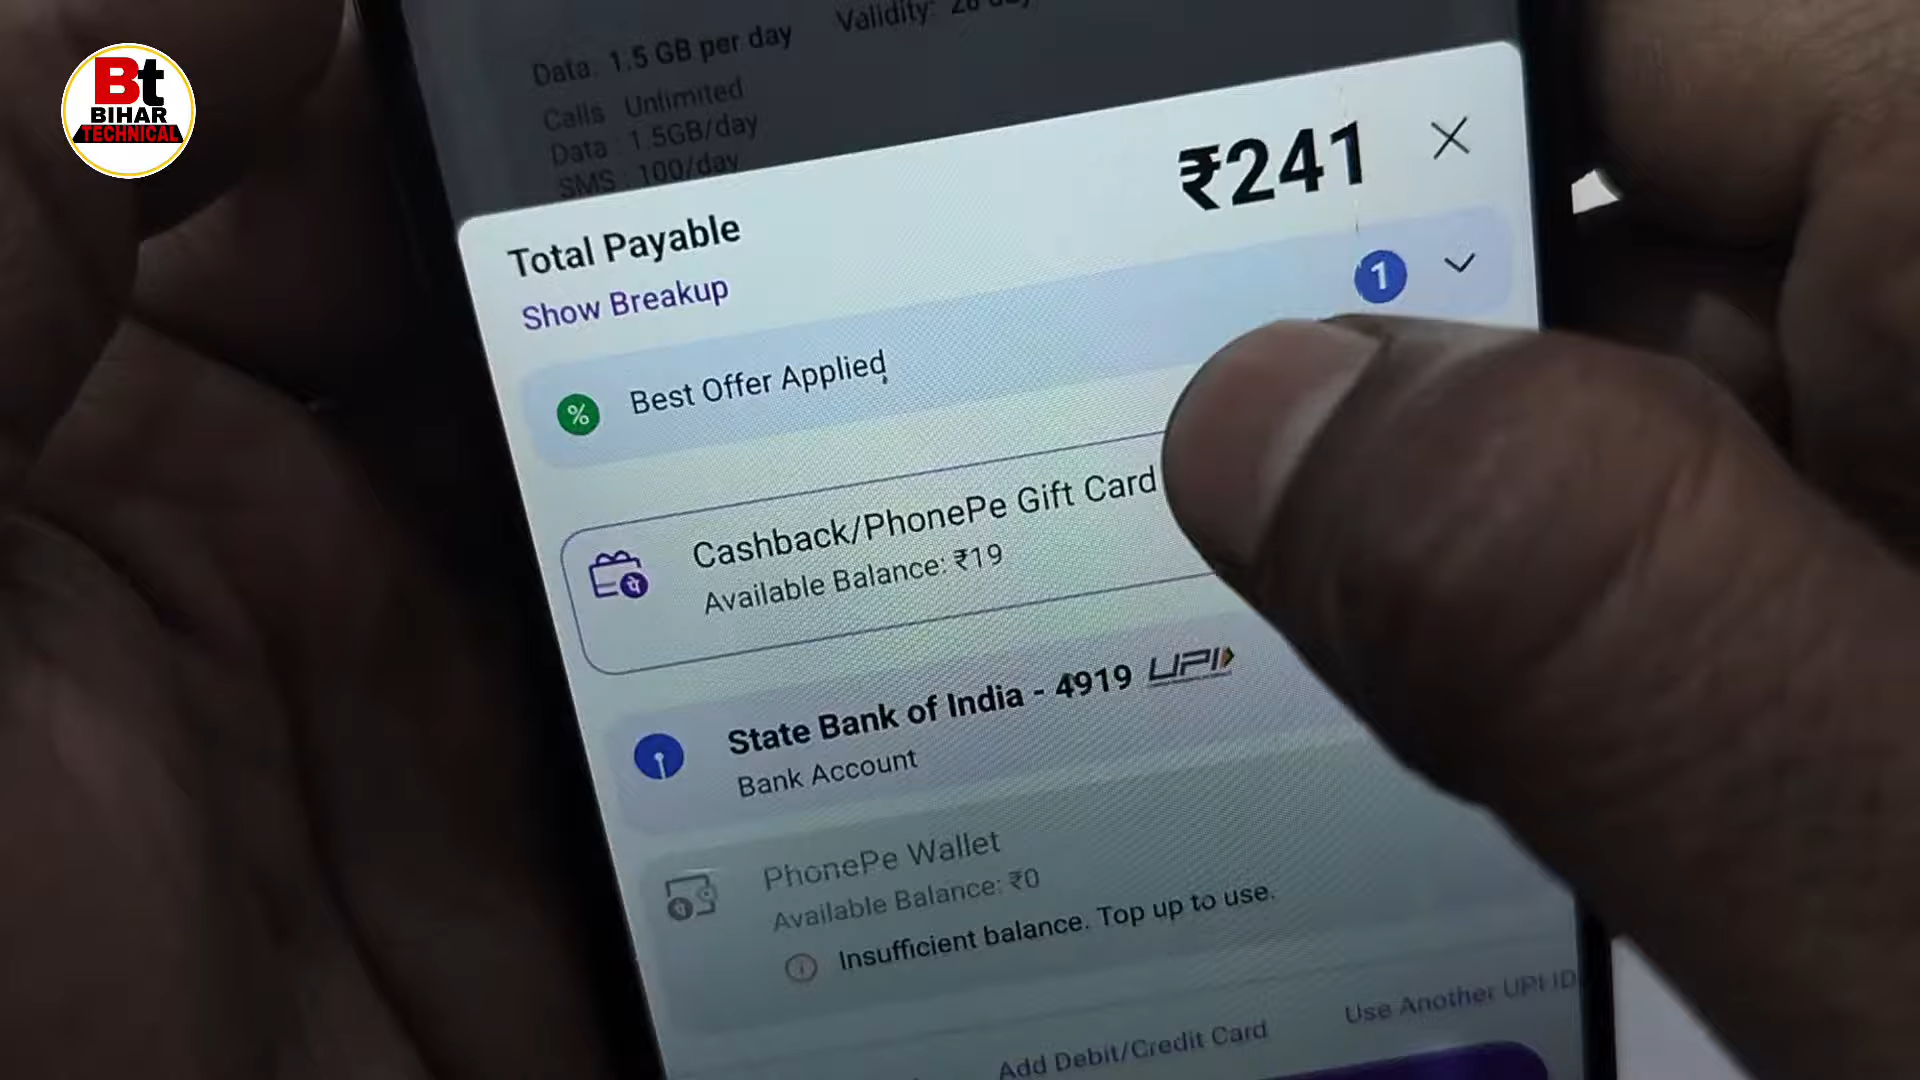 Bt
BIHAR
TECHNICAL
Data: 1.5 GB per day
Validity:
Calls Unlimited
Data : 1.5GB/day
SMS : 100/day
Total Payable
₹241
Show Breakup
1
% Best Offer Applied
Cashback/PhonePe Gift Card
Available Balance: ₹19
पे
State Bank of India - 4919 UPI
Bank Account
PhonePe Wallet
Available Balance: ₹0
Insufficient balance. Top up to use.
Add Debit/Credit Card
Use Another UPI ID